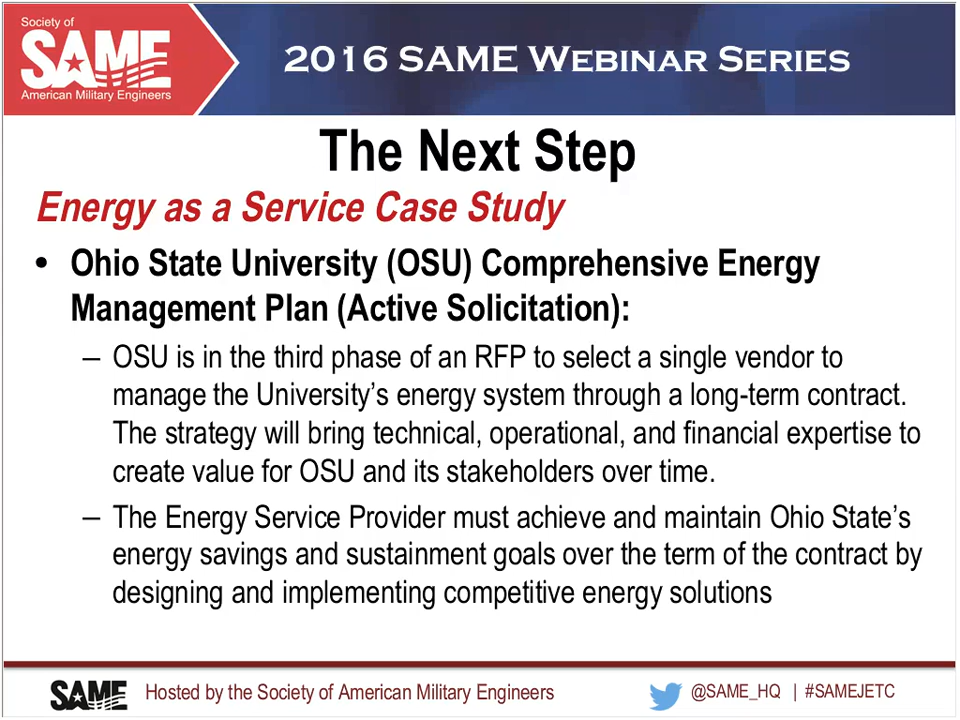 Society of
SAME
American Military Engineers
2016 SAME WEBINAR SERIES
The Next Step
Energy as a Service Case Study
• Ohio State University (OSU) Comprehensive Energy
Management Plan (Active Solicitation):
– OSU is in the third phase of an RFP to select a single vendor to
manage the University’s energy system through a long-term contract.
The strategy will bring technical, operational, and financial expertise to
create value for OSU and its stakeholders over time.
– The Energy Service Provider must achieve and maintain Ohio State’s
energy savings and sustainment goals over the term of the contract by
designing and implementing competitive energy solutions
SAME Hosted by the Society of American Military Engineers @SAME_HQ | #SAMEJETC